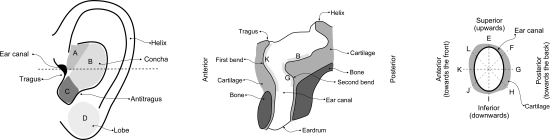 Ear canal
Tragus
A
B
C
D
Helix
Concha
Antitragus
Lobe
Tragus
Helix
Anterior
First bend
Cartilage
Bone
K
B
G
Cartilage
Bone
Second bend
Ear canal
Eardrum
Posterior
Superior
(upwards)
Ear canal
Anterior
(towards the front)
E
L
F
K
G
J
H
I
Posterior
(towards the back)
Cartilage
Inferior
(downwards)